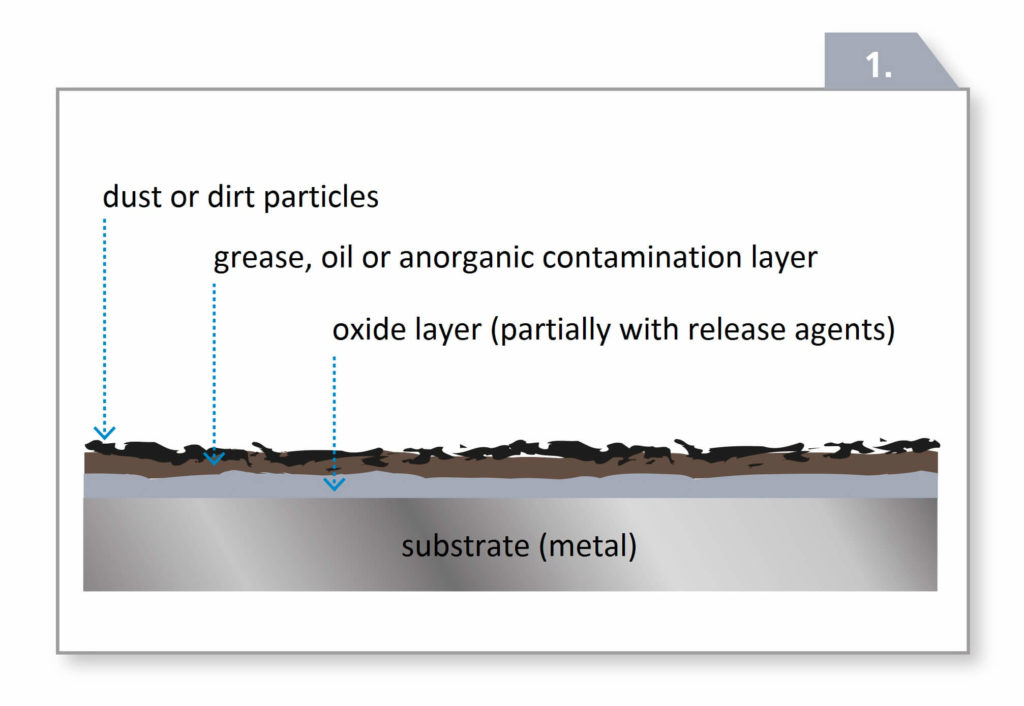 1.
dust or dirt particles
grease, oil or anorganic contamination layer
oxide layer (partially with release agents)
substrate (metal)